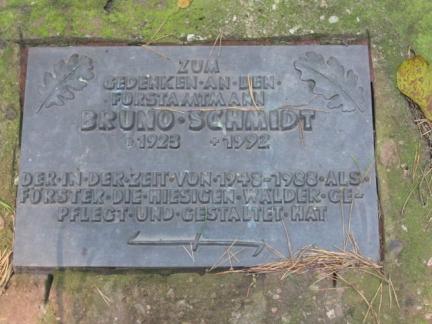 ZUM
GEDENKEN·AN·DEN·
FORSTAMTMANN
BRUNO·SCHMIDT
*1923 +1992
DER·IN·DER·ZEIT·VON·1948-1988·ALS·
FÖRSTER·DIE·HIESIGEN·WÄLDER·GE-
PFLEGT·UND·GESTALTET·HAT